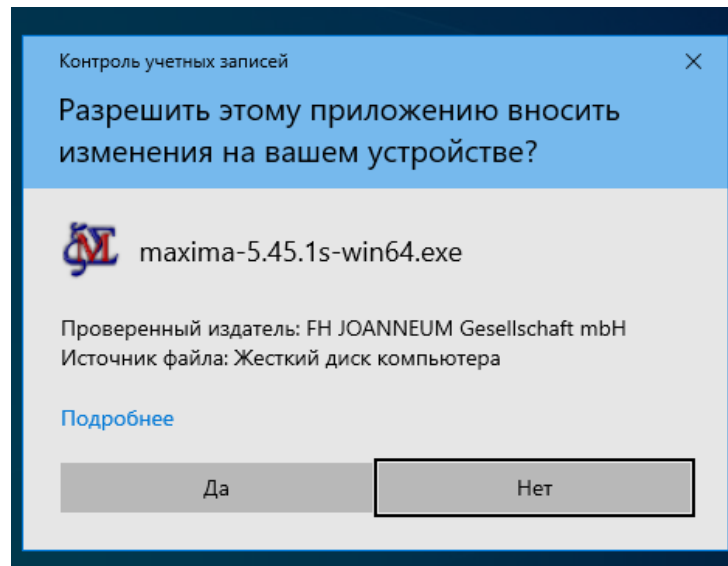 Контроль учетных записей
Разрешить этому приложению вносить
изменения на вашем устройстве?
maxima-5.45.1s-win64.exe
Проверенный издатель: FH JOANNEUM Gesellschaft mbH
Источник файла: Жесткий диск компьютера
Подробнее
Да
Нет